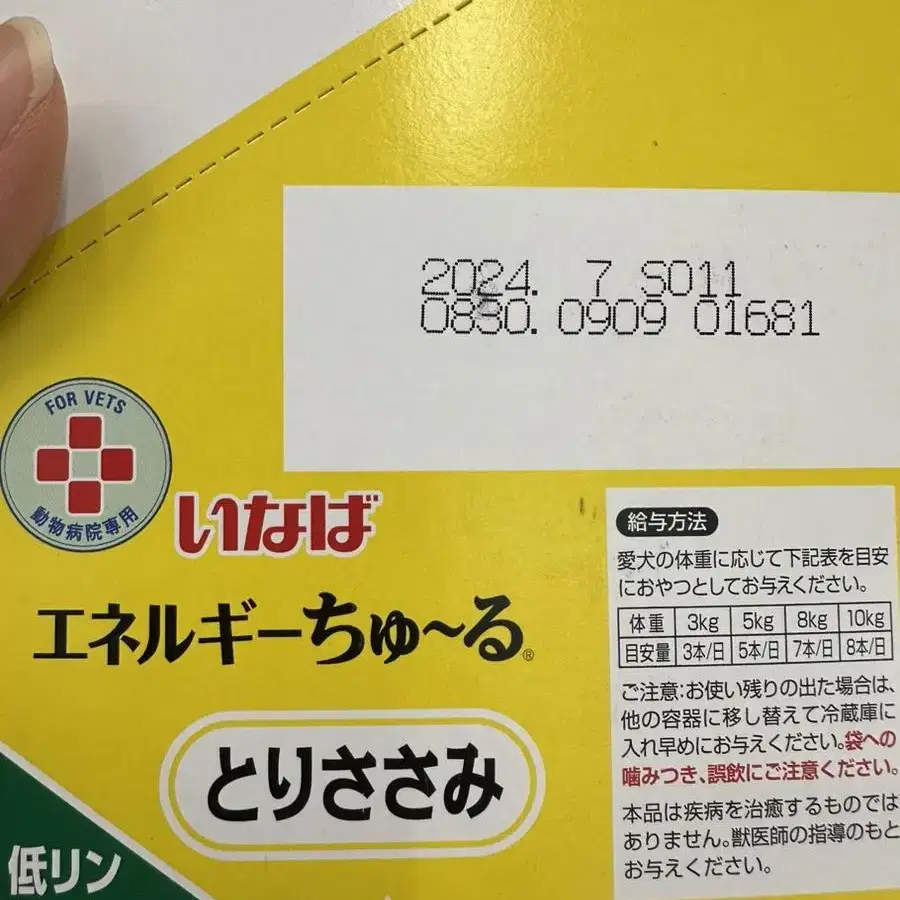 2024. 7 S011
0830. 0909 01681
FOR VETS
動物病院専用
いなば
エネルギーちゅ〜る®
とりささみ
低リン
給与方法
愛犬の体重に応じて下記表を目安
におやつとしてお与えください。
体重 3kg 5kg 8kg 10kg
目安量 3本/日 5本/日 7本/日 8本/日
ご注意:お使い残りの出た場合は、
他の容器に移し替えて冷蔵庫に
入れ早めにお与えください。袋への
噛みつき、誤飲にご注意ください。
本品は疾病を治癒するものでは
ありません。獣医師の指導のもと
お与えください。